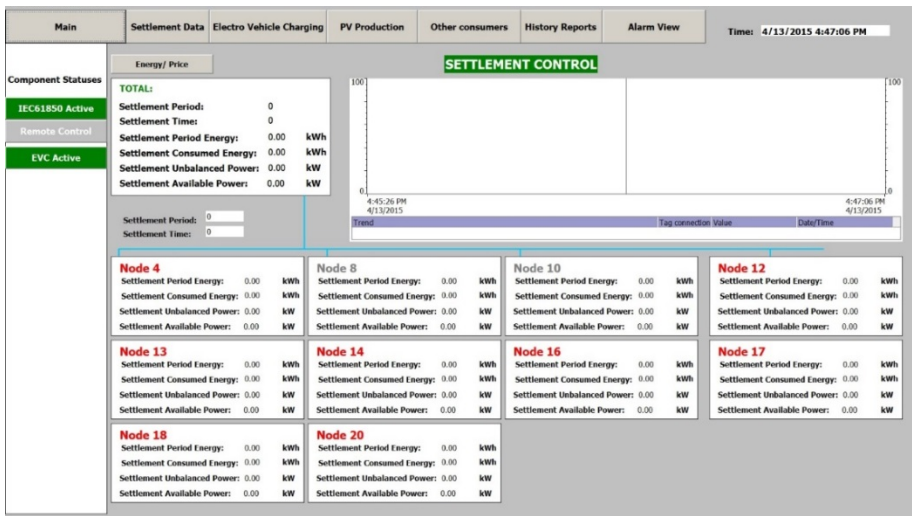 Main Settlement Data Electro Vehicle Charging PV Production Other consumers History Reports Alarm View Time: 4/13/2015 4:47:06 PM
Component Statuses
IEC61850 Active
Remote Control
EVC Active
Energy/ Price
SETTLEMENT CONTROL
TOTAL:
Settlement Period: 0
Settlement Time: 0
Settlement Period Energy: 0.00 kWh
Settlement Consumed Energy: 0.00 kWh
Settlement Unbalanced Power: 0.00 kW
Settlement Available Power: 0.00 kW
100 100
0 0
4:45:26 PM 4:47:06 PM
4/13/2015 4/13/2015
Trend Tag connection Value Date/Time
Settlement Period: 0
Settlement Time: 0
Node 4
Settlement Period Energy: 0.00 kWh
Settlement Consumed Energy: 0.00 kWh
Settlement Unbalanced Power: 0.00 kW
Settlement Available Power: 0.00 kW
Node 8
Settlement Period Energy: 0.00 kWh
Settlement Consumed Energy: 0.00 kWh
Settlement Unbalanced Power: 0.00 kW
Settlement Available Power: 0.00 kW
Node 10
Settlement Period Energy: 0.00 kWh
Settlement Consumed Energy: 0.00 kWh
Settlement Unbalanced Power: 0.00 kW
Settlement Available Power: 0.00 kW
Node 12
Settlement Period Energy: 0.00 kWh
Settlement Consumed Energy: 0.00 kWh
Settlement Unbalanced Power: 0.00 kW
Settlement Available Power: 0.00 kW
Node 13
Settlement Period Energy: 0.00 kWh
Settlement Consumed Energy: 0.00 kWh
Settlement Unbalanced Power: 0.00 kW
Settlement Available Power: 0.00 kW
Node 14
Settlement Period Energy: 0.00 kWh
Settlement Consumed Energy: 0.00 kWh
Settlement Unbalanced Power: 0.00 kW
Settlement Available Power: 0.00 kW
Node 16
Settlement Period Energy: 0.00 kWh
Settlement Consumed Energy: 0.00 kWh
Settlement Unbalanced Power: 0.00 kW
Settlement Available Power: 0.00 kW
Node 17
Settlement Period Energy: 0.00 kWh
Settlement Consumed Energy: 0.00 kWh
Settlement Unbalanced Power: 0.00 kW
Settlement Available Power: 0.00 kW
Node 18
Settlement Period Energy: 0.00 kWh
Settlement Consumed Energy: 0.00 kWh
Settlement Unbalanced Power: 0.00 kW
Settlement Available Power: 0.00 kW
Node 20
Settlement Period Energy: 0.00 kWh
Settlement Consumed Energy: 0.00 kWh
Settlement Unbalanced Power: 0.00 kW
Settlement Available Power: 0.00 kW